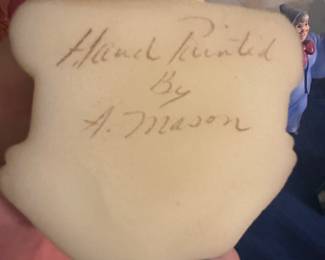 Hand Painted
By
A. Mason